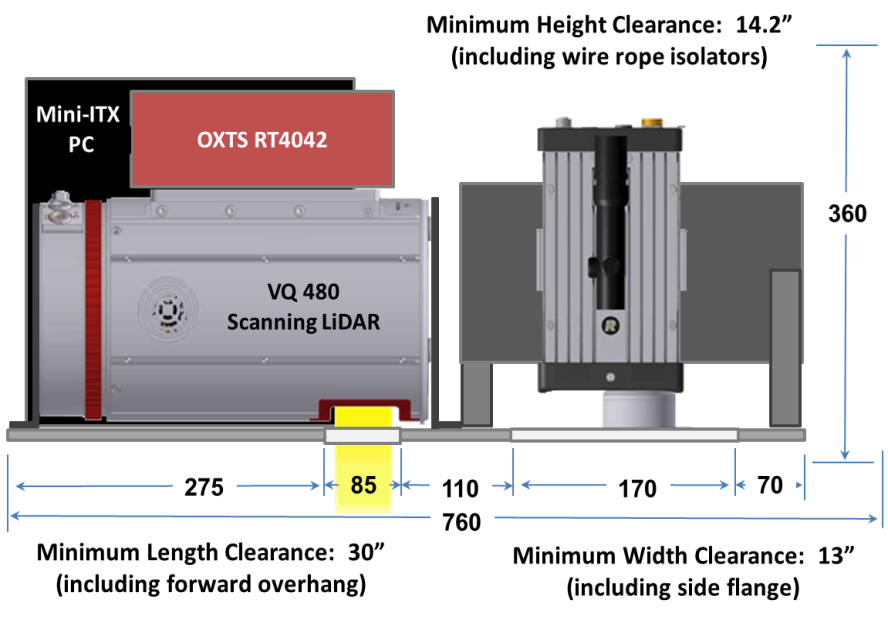 Minimum Height Clearance:  14.2”
(including wire rope isolators)
Mini-ITX
PC
OXTS RT4042
360
VQ 480
Scanning LiDAR
R
275
85
110
170
70
760
Minimum Length Clearance:  30”
(including forward overhang)
Minimum Width Clearance:  13”
(including side flange)